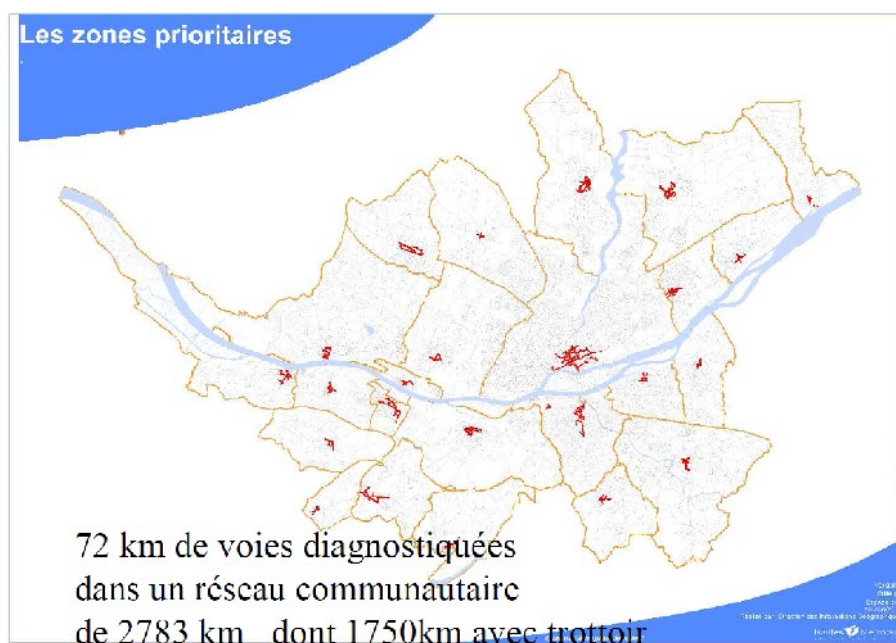 Les zones prioritaires
72 km de voies diagnostiquées
dans un réseau communautaire
de 2783 km dont 1750km avec trottoir